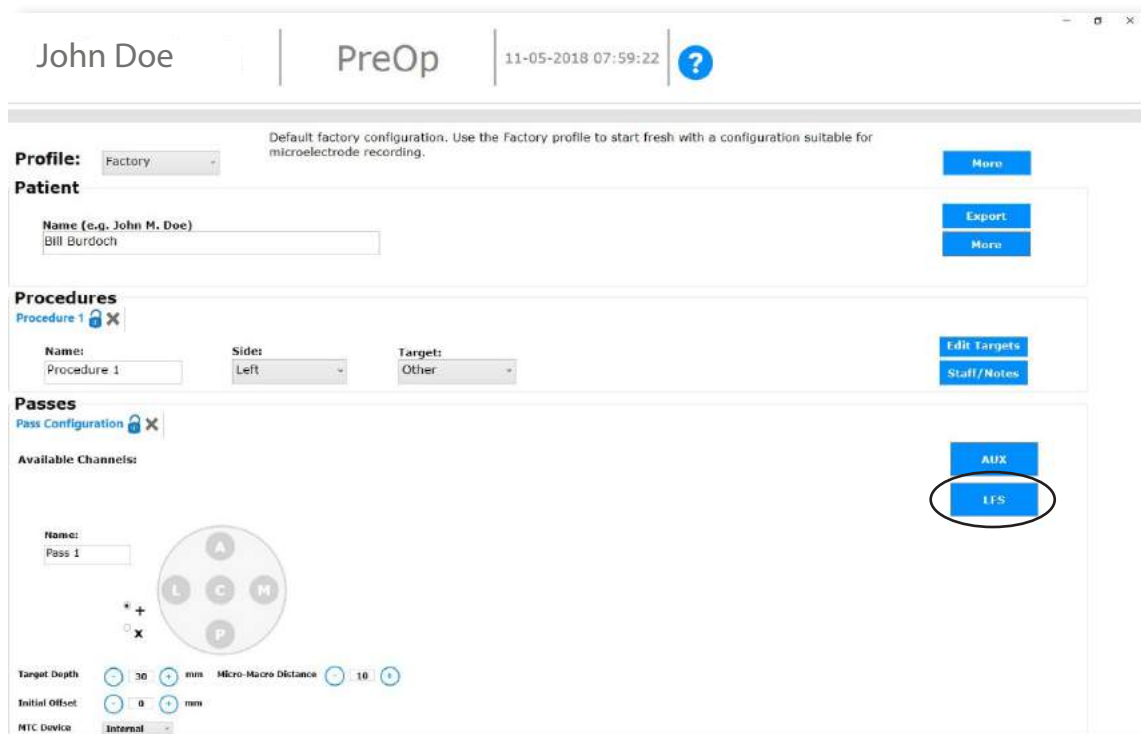 John Doe
PreOp
11-05-2018 07:59:22
?
Default factory configuration. Use the Factory profile to start fresh with a configuration suitable for
microelectrode recording.
Profile: Factory
More
Patient
Name (e.g. John M. Doe)
Bill Burdoch
Export
More
Procedures
Procedure 1
Name: Side: Target:
Procedure 1 Left Other
Edit Targets
Staff/Notes
Passes
Pass Configuration
Available Channels:
AUX
LFS
Name:
Pass 1
A
L C M
P
+
x
Target Depth - 30 + mm Micro-Macro Distance - 10 +
Initial Offset - 0 + mm
MTC Device Internal